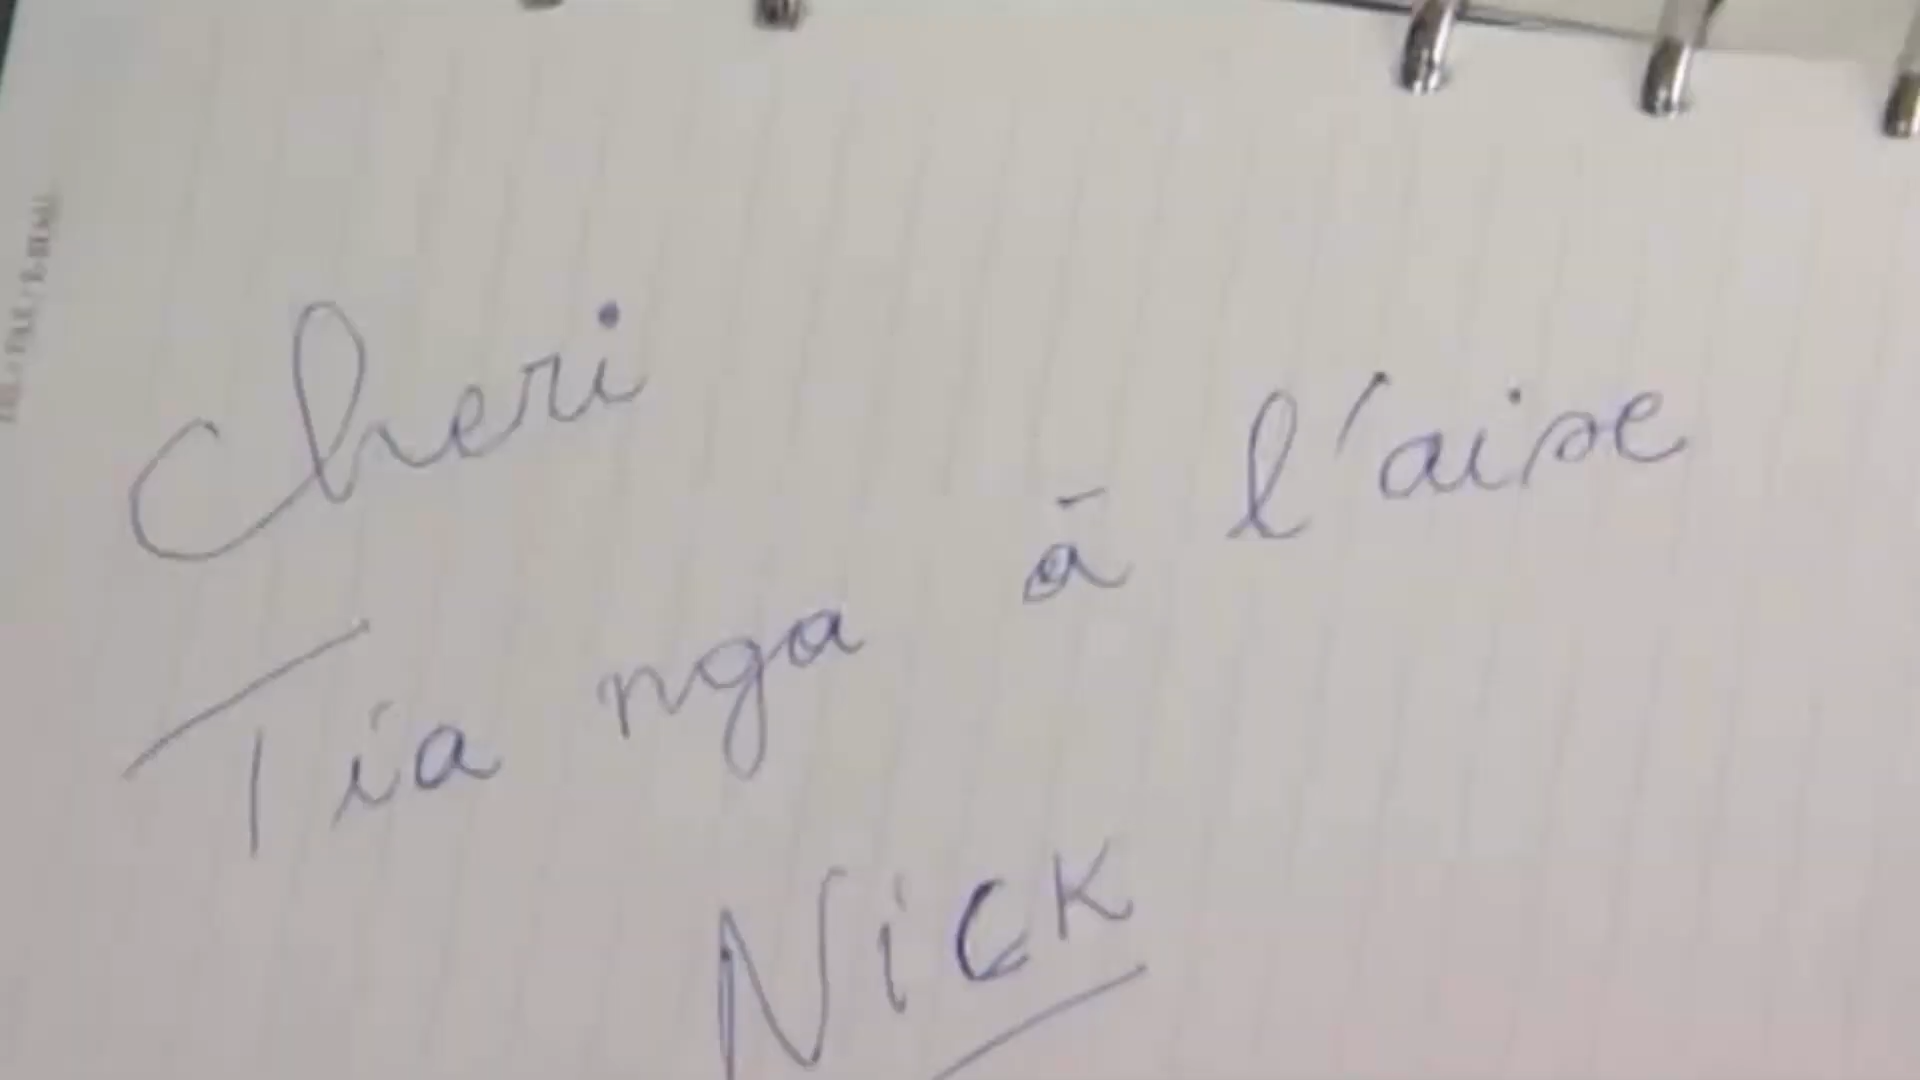 Cheri
Tia nga à l'aise
Nick